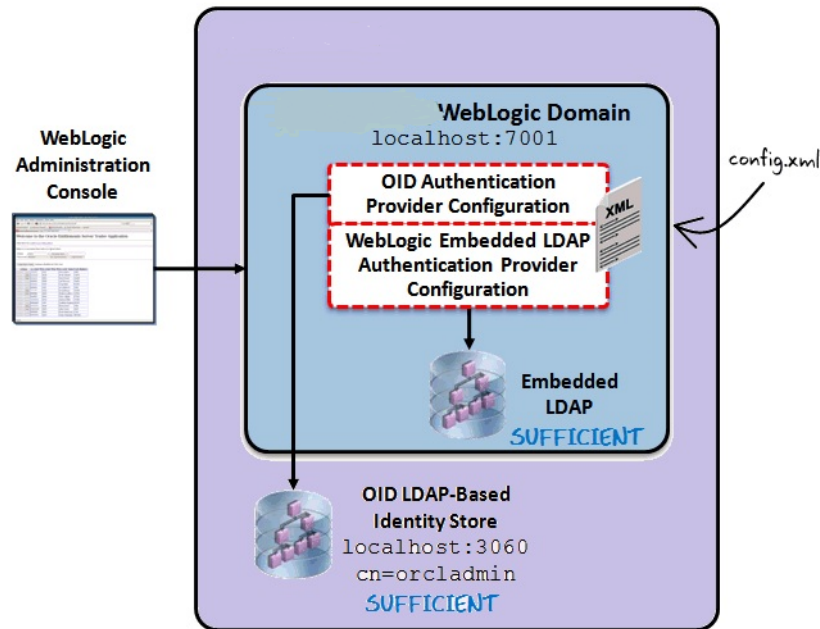 WebLogic
Administration
Console
WebLogic Domain
localhost:7001
OID Authentication
Provider Configuration
XML
config.xml
WebLogic Embedded LDAP
Authentication Provider
Configuration
Embedded
LDAP
SUFFICIENT
OID LDAP-Based
Identity Store
localhost:3060
cn=orcladmin
SUFFICIENT